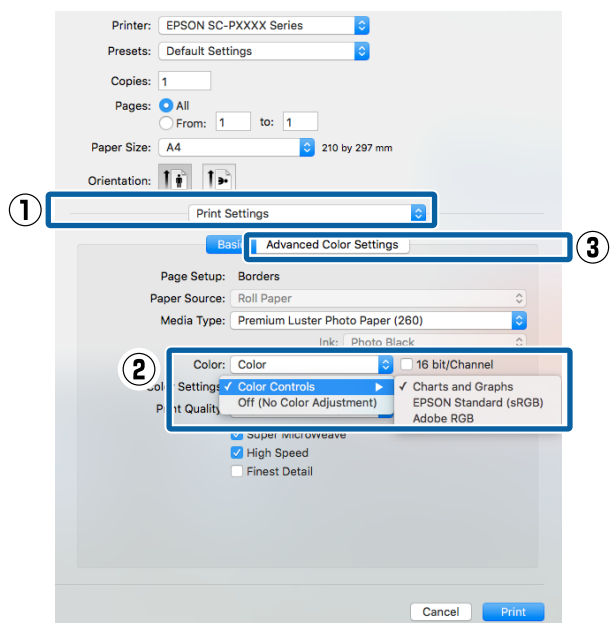 Printer: EPSON SC-PXXXX Series
Presets: Default Settings
Copies: 1
Pages: All
From: 1 to: 1
Paper Size: A4 210 by 297 mm
Orientation:
1 Print Settings
Advanced Color Settings 3
Page Setup: Borders
Paper Source: Roll Paper
Media Type: Premium Luster Photo Paper (260)
Ink: Photo Black
2 Color: Color 16 bit/Channel
✓ Color Controls ▶ ✓ Charts and Graphs
Off (No Color Adjustment) EPSON Standard (sRGB)
Print Quality Adobe RGB
Super MicroWeave
High Speed
Finest Detail
Cancel Print